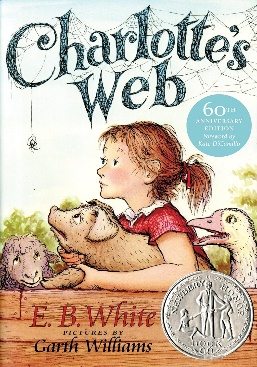 Charlotte's
Web
60TH
ANNIVERSARY
EDITION
Foreword by
Kate DiCamillo
E. B. White
PICTURES BY
Garth Williams